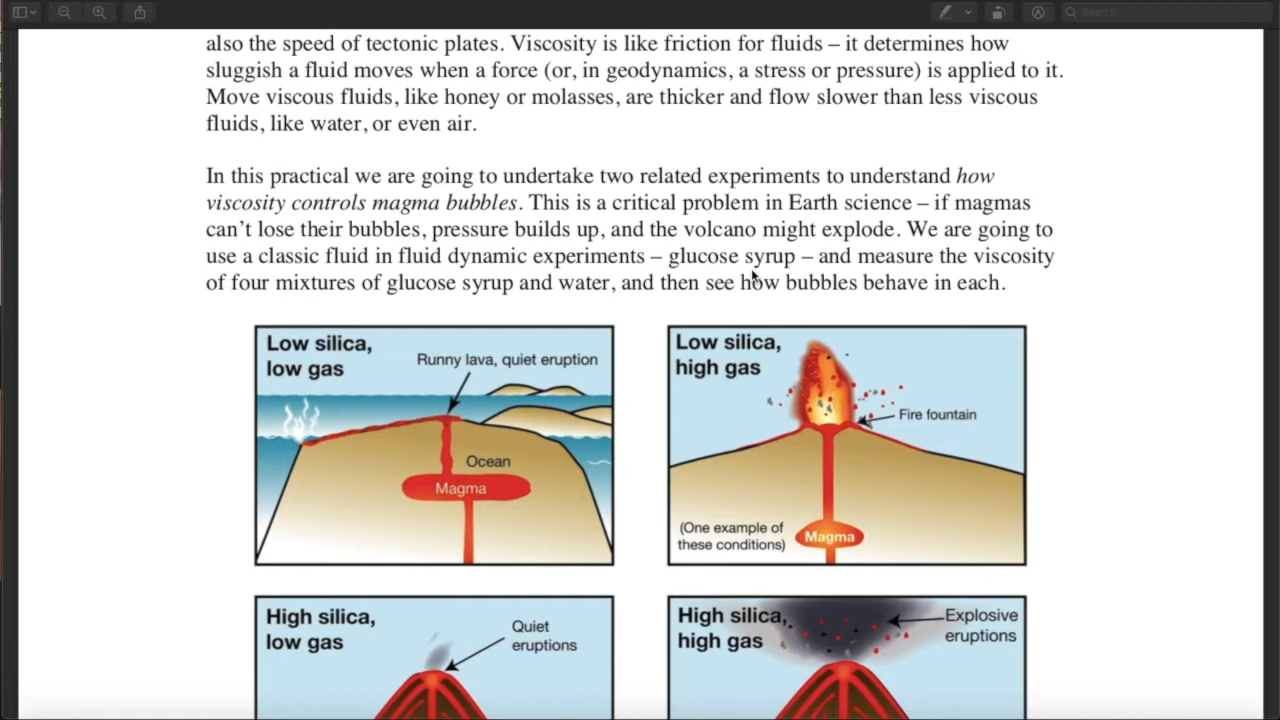 Search
also the speed of tectonic plates. Viscosity is like friction for fluids – it determines how
sluggish a fluid moves when a force (or, in geodynamics, a stress or pressure) is applied to it.
Move viscous fluids, like honey or molasses, are thicker and flow slower than less viscous
fluids, like water, or even air.
In this practical we are going to undertake two related experiments to understand how
viscosity controls magma bubbles. This is a critical problem in Earth science – if magmas
can’t lose their bubbles, pressure builds up, and the volcano might explode. We are going to
use a classic fluid in fluid dynamic experiments – glucose syrup – and measure the viscosity
of four mixtures of glucose syrup and water, and then see how bubbles behave in each.
Low silica,
low gas
Runny lava, quiet eruption
Ocean
Magma
Low silica,
high gas
Fire fountain
(One example of
these conditions)
Magma
High silica,
low gas
Quiet
eruptions
High silica,
high gas
Explosive
eruptions